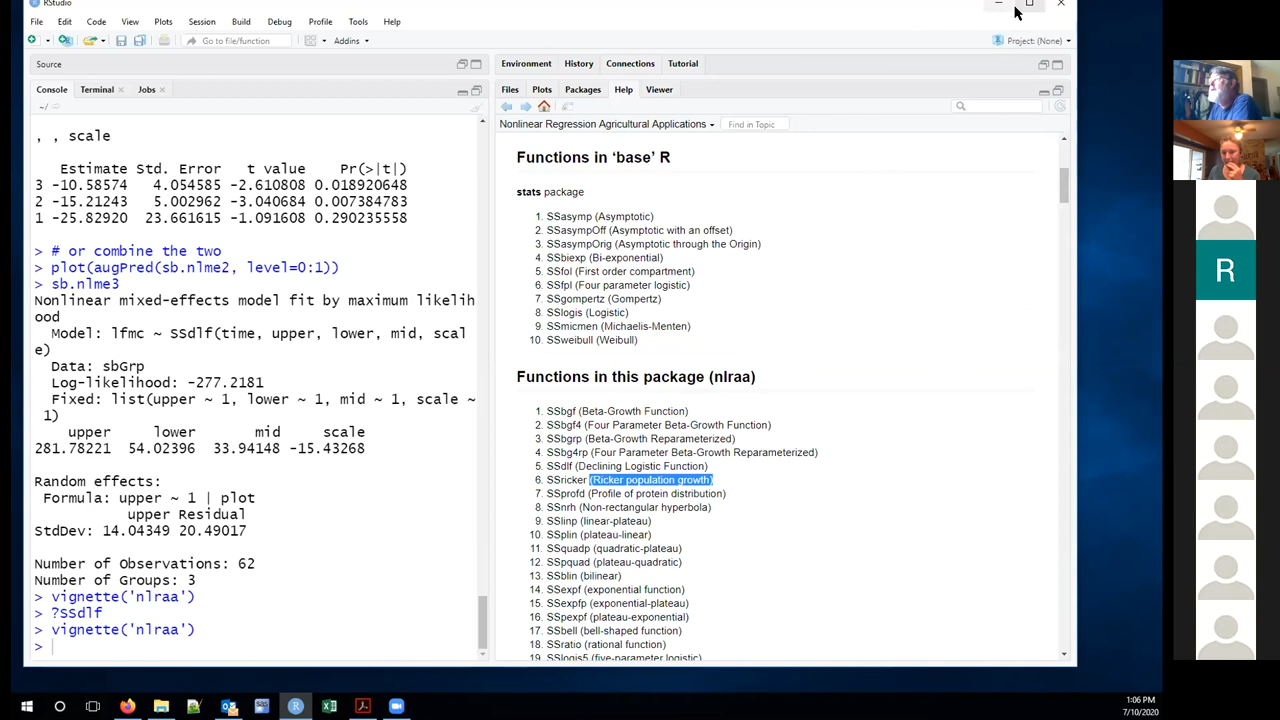 RStudio
File Edit Code View Plots Session Build Debug Profile Tools Help
Go to file/function Addins Project: (None)
Source
Console Terminal Jobs
~/
, , scale
Estimate Std. Error t value Pr(>|t|)
3 -10.58574 4.054585 -2.610808 0.018920648
2 -15.21243 5.002962 -3.040684 0.007384783
1 -25.82920 23.661615 -1.091608 0.290235558
> # or combine the two
> plot(augPred(sb.nlme2, level=0:1))
> sb.nlme3
Nonlinear mixed-effects model fit by maximum likelih
ood
Model: lfmc ~ SSdlf(time, upper, lower, mid, scal
e)
Data: sbGrp
Log-likelihood: -277.2181
Fixed: list(upper ~ 1, lower ~ 1, mid ~ 1, scale ~
1)
upper lower mid scale
281.78221 54.02396 33.94148 -15.43268
Random effects:
Formula: upper ~ 1 | plot
upper Residual
StdDev: 14.04349 20.49017
Number of Observations: 62
Number of Groups: 3
> vignette('nlraa')
> ?SSdlf
> vignette('nlraa')
>
Environment History Connections Tutorial
Files Plots Packages Help Viewer
Nonlinear Regression Agricultural Applications Find in Topic
Functions in ‘base’ R
stats package
1. SSasymp (Asymptotic)
2. SSasympOff (Asymptotic with an offset)
3. SSasympOrig (Asymptotic through the Origin)
4. SSbiexp (Bi-exponential)
5. SSfol (First order compartment)
6. SSfpl (Four parameter logistic)
7. SSgompertz (Gompertz)
8. SSlogis (Logistic)
9. SSmicmen (Michaelis-Menten)
10. SSweibull (Weibull)
Functions in this package (nlraa)
1. SSbgf (Beta-Growth Function)
2. SSbgf4 (Four Parameter Beta-Growth Function)
3. SSbgrp (Beta-Growth Reparameterized)
4. SSbg4rp (Four Parameter Beta-Growth Reparameterized)
5. SSdlf (Declining Logistic Function)
6. SSricker (Ricker population growth)
7. SSprofd (Profile of protein distribution)
8. SSnrh (Non-rectangular hyperbola)
9. SSlinp (linear-plateau)
10. SSplin (plateau-linear)
11. SSquadp (quadratic-plateau)
12. SSpquad (plateau-quadratic)
13. SSblin (bilinear)
14. SSexpf (exponential function)
15. SSexpfp (exponential-plateau)
16. SSpexpf (plateau-exponential)
17. SSbell (bell-shaped function)
18. SSratio (rational function)
19. SSlogis5 (five-parameter logistic)
R
1:06 PM
7/10/2020